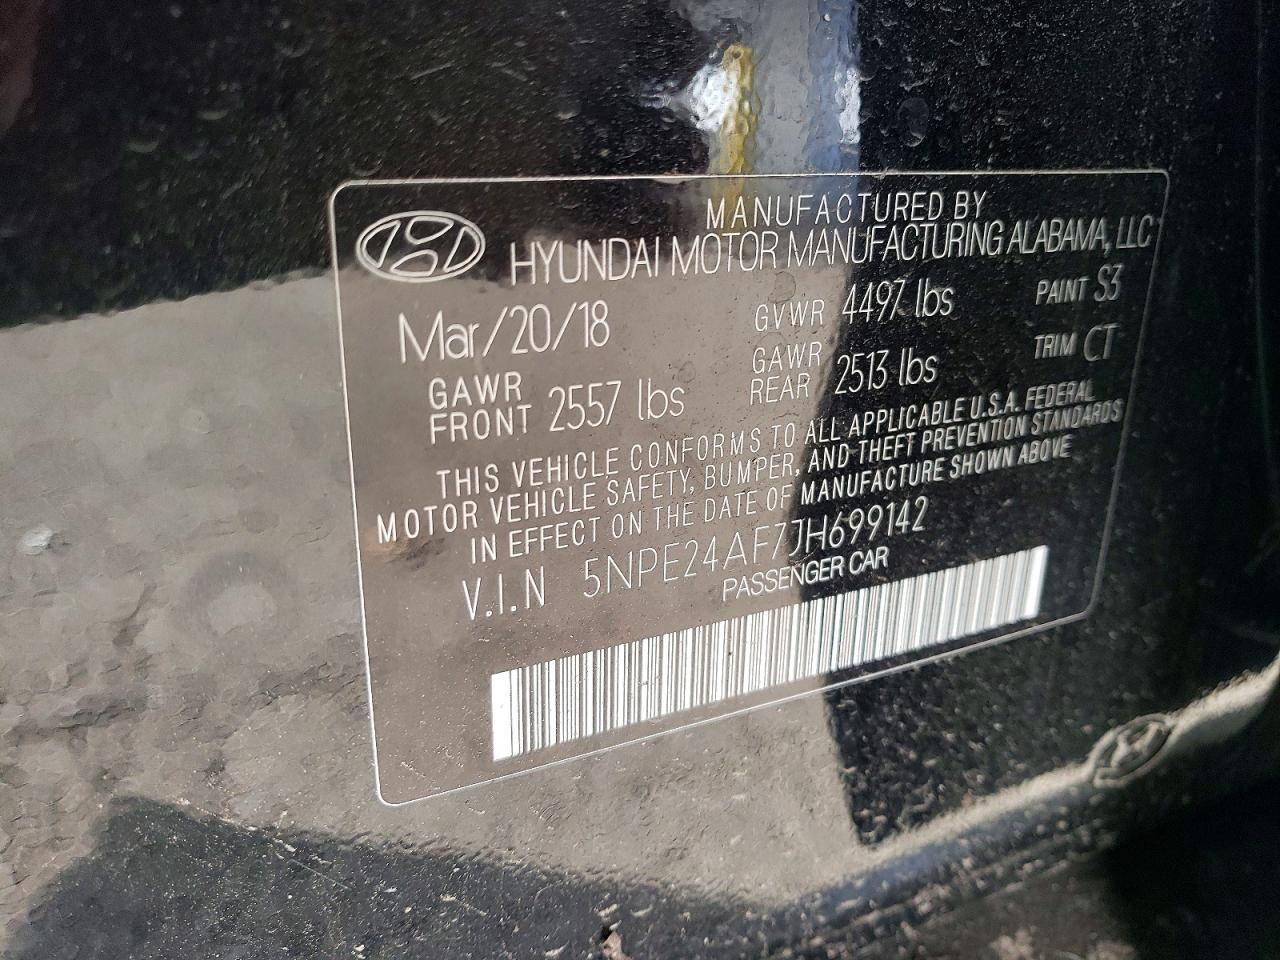 MANUFACTURED BY
HYUNDAI MOTOR MANUFACTURING ALABAMA, LLC
Mar/20/18 GVWR 4497 lbs PAINT S3
GAWR FRONT 2557 lbs GAWR REAR 2513 lbs TRIM CT
THIS VEHICLE CONFORMS TO ALL APPLICABLE U.S.A. FEDERAL
MOTOR VEHICLE SAFETY, BUMPER, AND THEFT PREVENTION STANDARDS
IN EFFECT ON THE DATE OF MANUFACTURE SHOWN ABOVE
V.I.N 5NPE24AF7JH699142
PASSENGER CAR